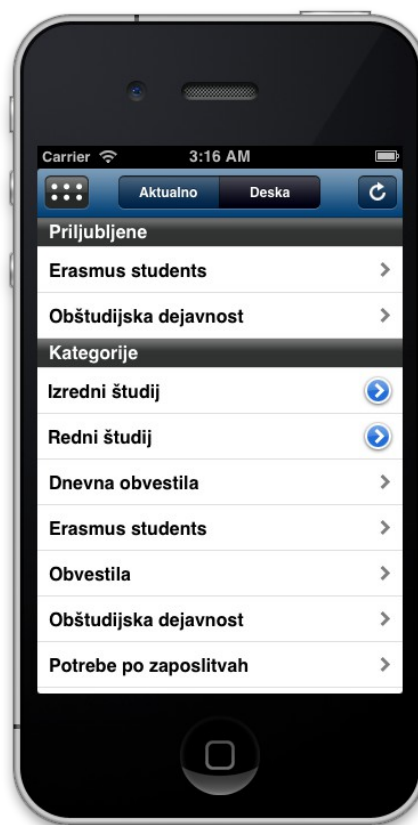 Carrier 3:16 AM
Aktualno Deska
Priljubljene
Erasmus students
Obštudijska dejavnost
Kategorije
Izredni študij
Redni študij
Dnevna obvestila
Erasmus students
Obvestila
Obštudijska dejavnost
Potrebe po zaposlitvah